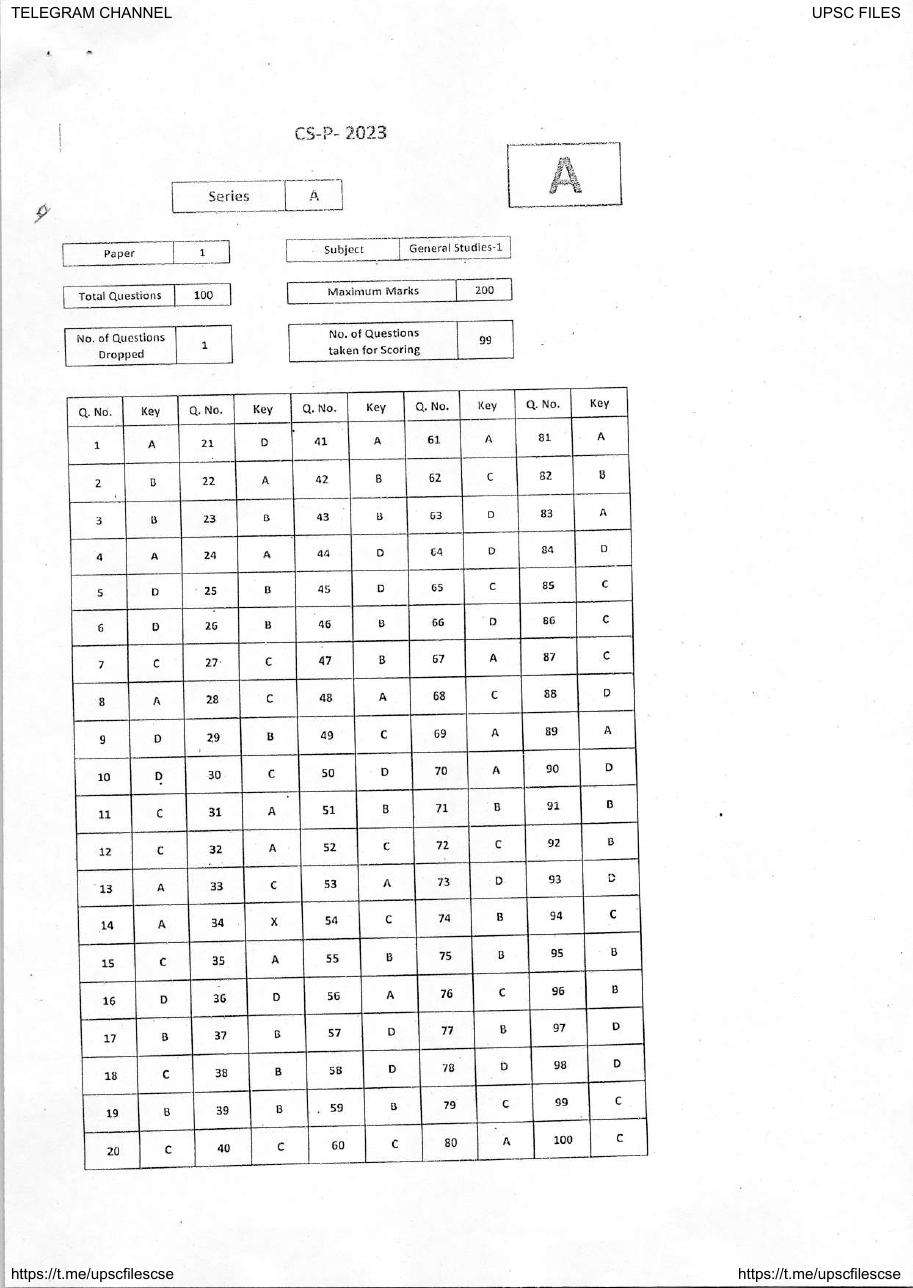 TELEGRAM CHANNEL UPSC FILES
CS-P- 2023
A
Series A
Paper 1 Subject General Studies-1
Total Questions 100 Maximum Marks 200
No. of Questions Dropped 1 No. of Questions taken for Scoring 99
Q. No. Key Q. No. Key Q. No. Key Q. No. Key Q. No. Key
1 A 21 D 41 A 61 A 81 A
2 B 22 A 42 B 62 C 82 B
3 B 23 B 43 B 63 D 83 A
4 A 24 A 44 D 64 D 84 D
5 D 25 B 45 D 65 C 85 C
6 D 26 B 46 B 66 D 86 C
7 C 27 C 47 B 67 A 87 C
8 A 28 C 48 A 68 C 88 D
9 D 29 B 49 C 69 A 89 A
10 D 30 C 50 D 70 A 90 D
11 C 31 A 51 B 71 B 91 B
12 C 32 A 52 C 72 C 92 B
13 A 33 C 53 A 73 D 93 D
14 A 34 X 54 C 74 B 94 C
15 C 35 A 55 B 75 B 95 B
16 D 36 D 56 A 76 C 96 B
17 B 37 B 57 D 77 B 97 D
18 C 38 B 58 D 78 D 98 D
19 B 39 B 59 B 79 C 99 C
20 C 40 C 60 C 80 A 100 C
https://t.me/upscfilescse https://t.me/upscfilescse